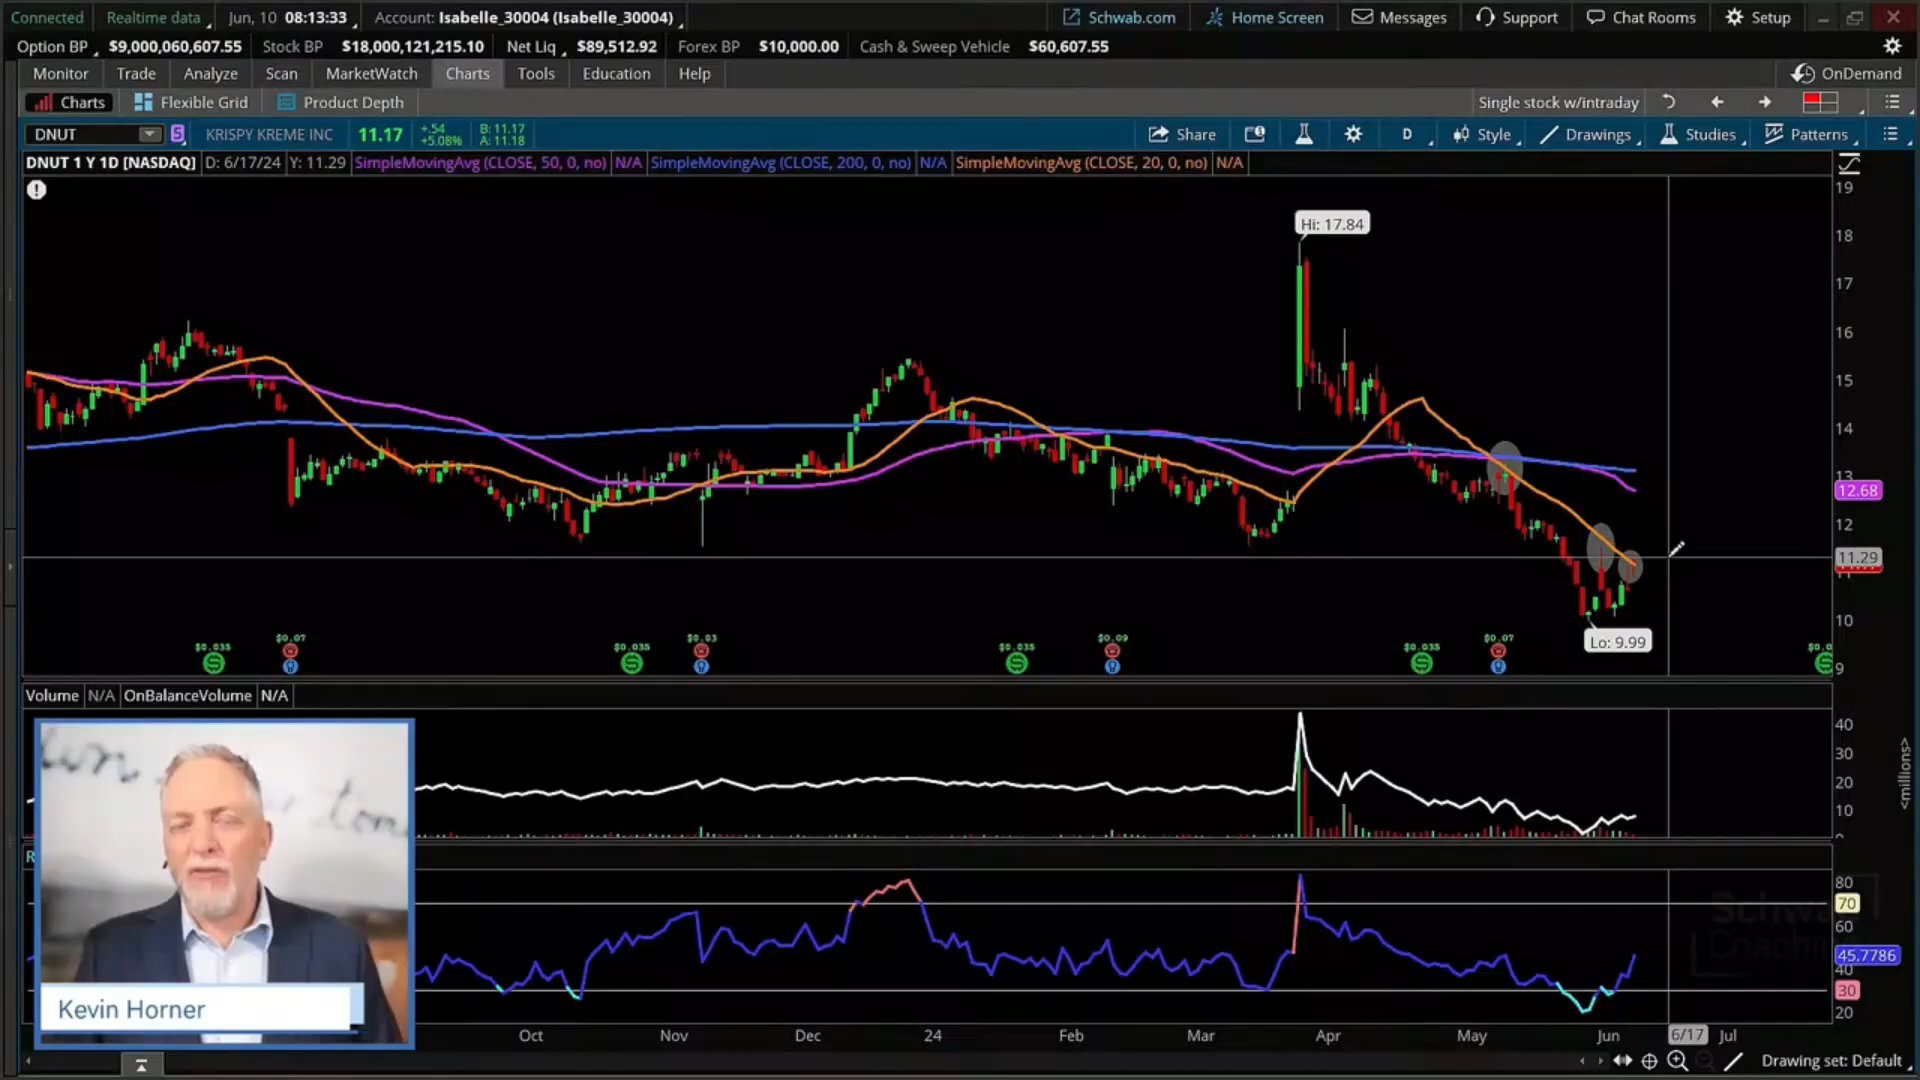 Connected Realtime data Jun, 10 08:13:33 Account: Isabelle_30004 (Isabelle_30004) Schwab.com Home Screen Messages Support Chat Rooms Setup
Option BP $9,000,060,607.55 Stock BP $18,000,121,215.10 Net Liq $89,512.92 Forex BP $10,000.00 Cash & Sweep Vehicle $60,607.55
Monitor Trade Analyze Scan MarketWatch Charts Tools Education Help OnDemand
Charts Flexible Grid Product Depth Single stock w/intraday
DNUT 5 KRISPY KREME INC 11.17 +.54 +5.08% B: 11.17 A: 11.18 Share D Style Drawings Studies Patterns
DNUT 1 Y 1D [NASDAQ] D: 6/17/24 Y: 11.29 SimpleMovingAvg (CLOSE, 50, 0, no) N/A SimpleMovingAvg (CLOSE, 200, 0, no) N/A SimpleMovingAvg (CLOSE, 20, 0, no) N/A
19
Hi: 17.84
18
17
16
15
14
13
12.68
12
11.29
11
10
Lo: 9.99
$0.035 $0.07 $0.035 $0.03 $0.035 $0.09 $0.035 $0.07 $0.0
9
Volume N/A OnBalanceVolume N/A
40
30
20
10
<millions>
R
80
70
60
45.7786
40
30
20
Kevin Horner
Oct Nov Dec 24 Feb Mar Apr May Jun 6/17 Jul
Drawing set: Default